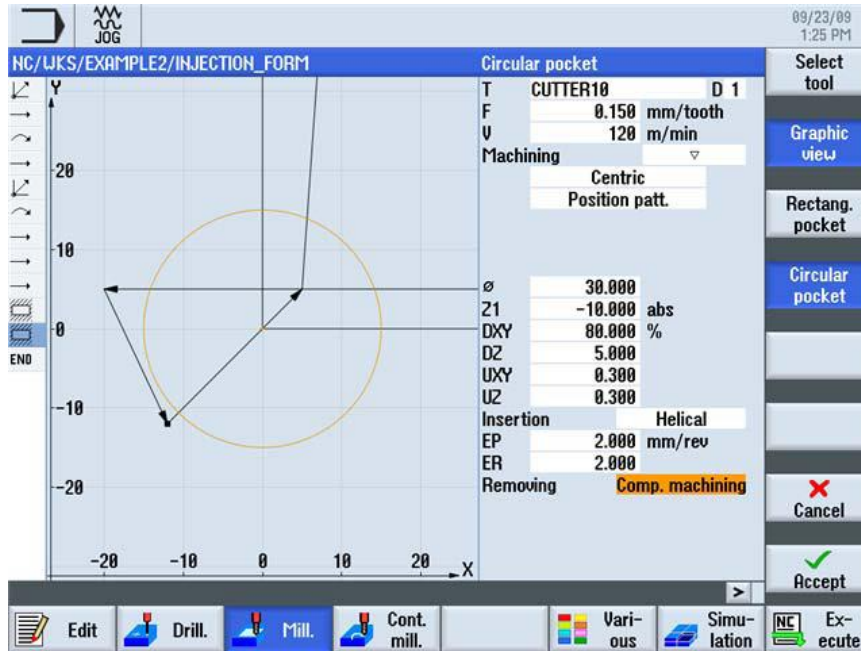 JOG
09/23/09
1:25 PM
NC/WKS/EXAMPLE2/INJECTION_FORM
Circular pocket
Select
tool
Y
T CUTTER10 D 1
F 0.150 mm/tooth
V 120 m/min
Machining ▽
Graphic
view
Centric
Position patt.
Rectang.
pocket
Circular
pocket
20
10
0
-10
-20
END
ø 30.000
Z1 -10.000 abs
DXY 80.000 %
DZ 5.000
UXY 0.300
UZ 0.300
Insertion Helical
EP 2.000 mm/rev
ER 2.000
Removing Comp. machining
-20 -10 0 10 20 X
Cancel
Accept
>
Edit
Drill.
Mill.
Cont.
mill.
Vari-
ous
Simu-
lation
NC
Ex-
ecute